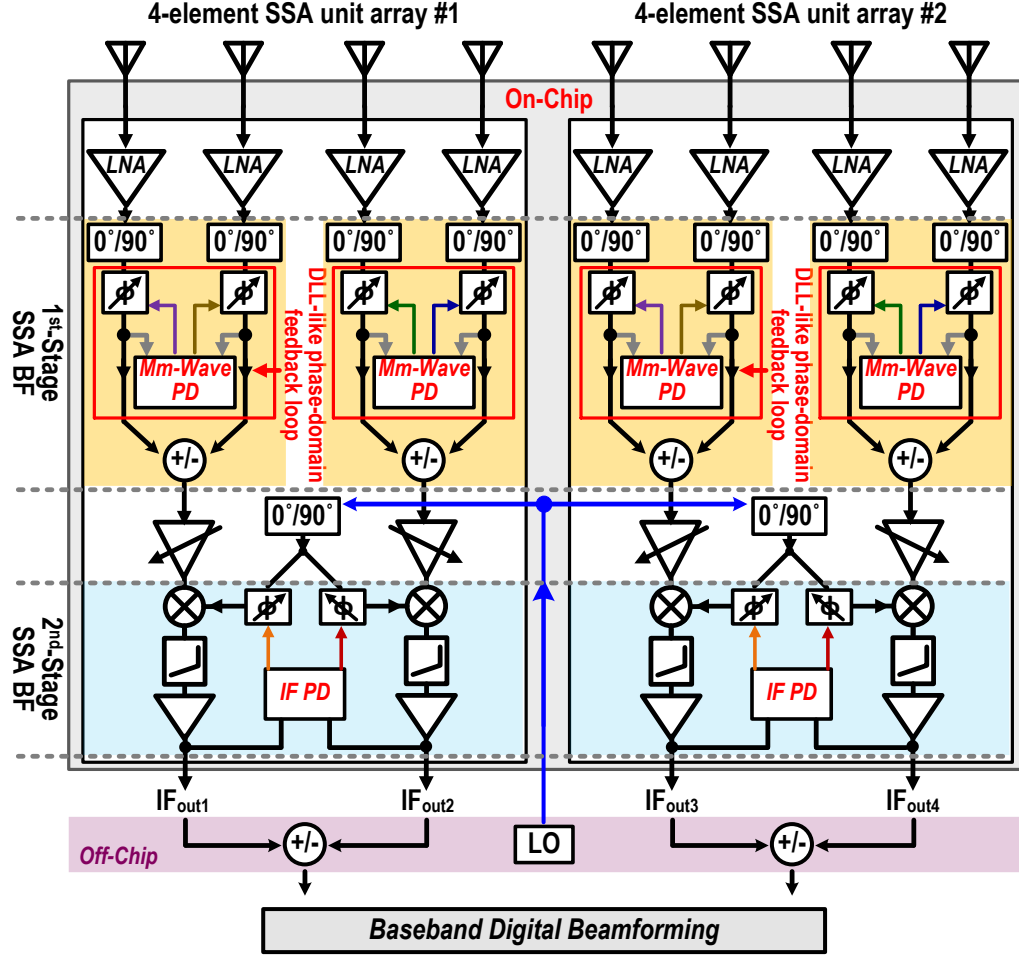 4-element SSA unit array #1
4-element SSA unit array #2
On-Chip
LNA LNA LNA LNA LNA LNA LNA LNA
0°/90° 0°/90° 0°/90° 0°/90° 0°/90° 0°/90° 0°/90° 0°/90°
1st-Stage
SSA BF
ϕ ϕ ϕ ϕ ϕ ϕ ϕ ϕ
DLL-like phase-domain
feedback loop
DLL-like phase-domain
feedback loop
Mm-Wave
PD
Mm-Wave
PD
Mm-Wave
PD
Mm-Wave
PD
+/- +/- +/- +/-
0°/90° 0°/90°
2nd-Stage
SSA BF
ϕ ϕ ϕ ϕ
IF PD IF PD
IFout1 IFout2 IFout3 IFout4
Off-Chip
+/- LO +/-
Baseband Digital Beamforming